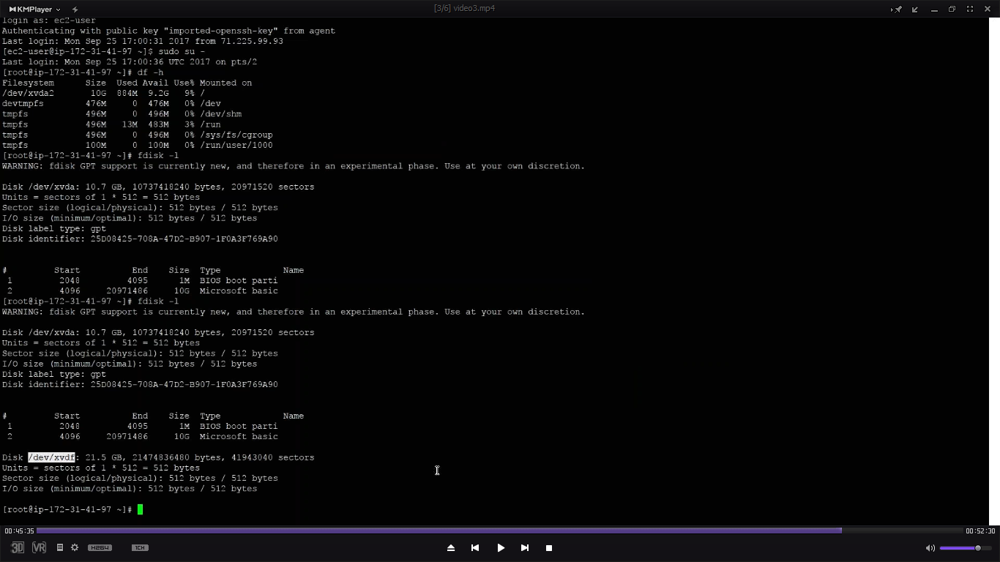 KMPlayer
[3/6] video3.mp4
login as: ec2-user
Authenticating with public key "imported-openssh-key" from agent
Last login: Mon Sep 25 17:00:31 2017 from 71.225.99.93
[ec2-user@ip-172-31-41-97 ~]$ sudo su -
Last login: Mon Sep 25 17:00:36 UTC 2017 on pts/2
[root@ip-172-31-41-97 ~]# df -h
Filesystem      Size  Used Avail Use% Mounted on
/dev/xvda2       10G  884M  9.2G   9% /
devtmpfs        476M     0  476M   0% /dev
tmpfs           496M     0  496M   0% /dev/shm
tmpfs           496M   13M  483M   3% /run
tmpfs           496M     0  496M   0% /sys/fs/cgroup
tmpfs           100M     0  100M   0% /run/user/1000
[root@ip-172-31-41-97 ~]# fdisk -l
WARNING: fdisk GPT support is currently new, and therefore in an experimental phase. Use at your own discretion.
Disk /dev/xvda: 10.7 GB, 10737418240 bytes, 20971520 sectors
Units = sectors of 1 * 512 = 512 bytes
Sector size (logical/physical): 512 bytes / 512 bytes
I/O size (minimum/optimal): 512 bytes / 512 bytes
Disk label type: gpt
Disk identifier: 25D08425-708A-47D2-B907-1F0A3F769A90
#         Start          End    Size  Type            Name
1         2048         4095      1M  BIOS boot parti
2         4096     20971486     10G  Microsoft basic
[root@ip-172-31-41-97 ~]# fdisk -l
WARNING: fdisk GPT support is currently new, and therefore in an experimental phase. Use at your own discretion.
Disk /dev/xvda: 10.7 GB, 10737418240 bytes, 20971520 sectors
Units = sectors of 1 * 512 = 512 bytes
Sector size (logical/physical): 512 bytes / 512 bytes
I/O size (minimum/optimal): 512 bytes / 512 bytes
Disk label type: gpt
Disk identifier: 25D08425-708A-47D2-B907-1F0A3F769A90
#         Start          End    Size  Type            Name
1         2048         4095      1M  BIOS boot parti
2         4096     20971486     10G  Microsoft basic
Disk /dev/xvdf: 21.5 GB, 21474836480 bytes, 41943040 sectors
Units = sectors of 1 * 512 = 512 bytes
Sector size (logical/physical): 512 bytes / 512 bytes
I/O size (minimum/optimal): 512 bytes / 512 bytes
[root@ip-172-31-41-97 ~]#
00:45:35
00:52:30
3D VR H264 1CH